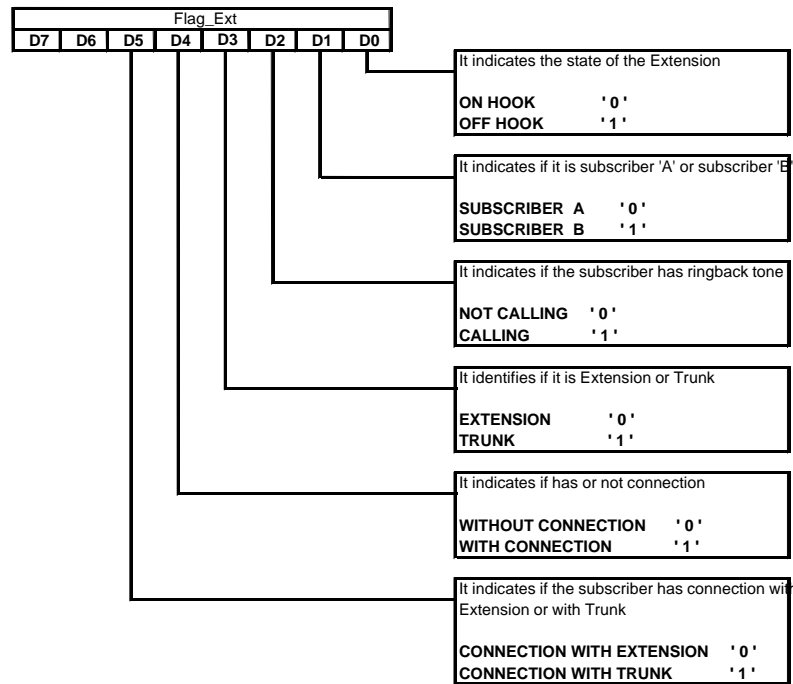 Flag_Ext
D7 D6 D5 D4 D3 D2 D1 D0
It indicates the state of the Extension
ON HOOK ' 0 '
OFF HOOK ' 1 '
It indicates if it is subscriber 'A' or subscriber 'B'
SUBSCRIBER A ' 0 '
SUBSCRIBER B ' 1 '
It indicates if the subscriber has ringback tone
NOT CALLING ' 0 '
CALLING ' 1 '
It identifies if it is Extension or Trunk
EXTENSION ' 0 '
TRUNK ' 1 '
It indicates if has or not connection
WITHOUT CONNECTION ' 0 '
WITH CONNECTION ' 1 '
It indicates if the subscriber has connection with
Extension or with Trunk
CONNECTION WITH EXTENSION ' 0 '
CONNECTION WITH TRUNK ' 1 '